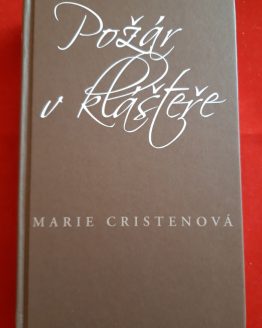 Požár
v klášteře
MARIE CRISTENOVÁ